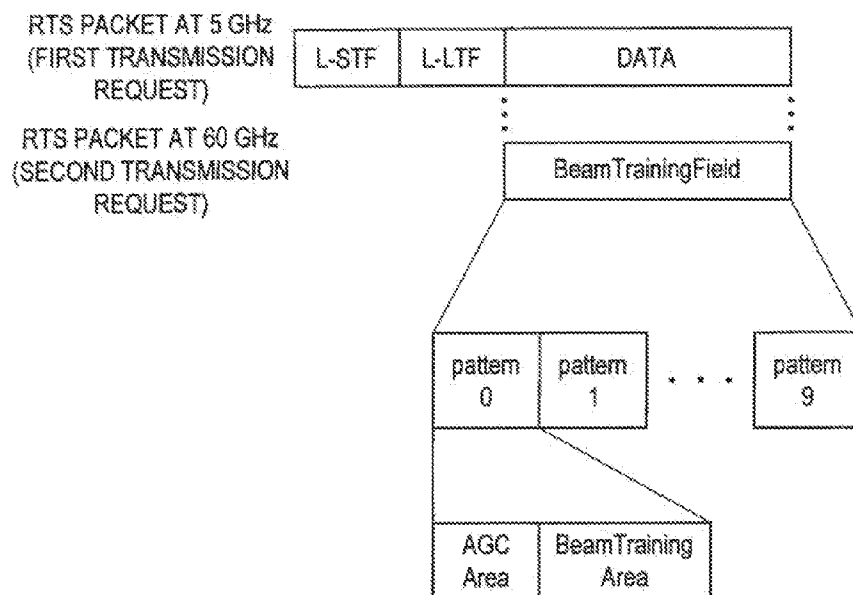 RTS PACKET AT 5 GHz
(FIRST TRANSMISSION
REQUEST)
L-STF L-LTF DATA
RTS PACKET AT 60 GHz
(SECOND TRANSMISSION
REQUEST)
BeamTrainingField
pattern
0
pattern
1
pattern
9
AGC
Area
BeamTraining
Area